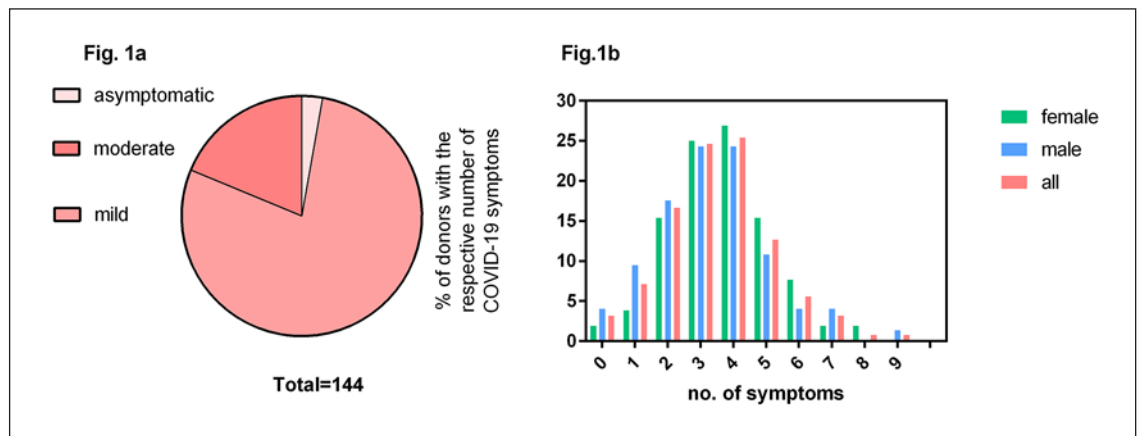 Fig. 1a
asymptomatic
moderate
mild
Total=144
Fig.1b
% of donors with the
respective number of
COVID-19 symptoms
30
25
20
15
10
5
0
0 1 2 3 4 5 6 7 8 9
no. of symptoms
female
male
all